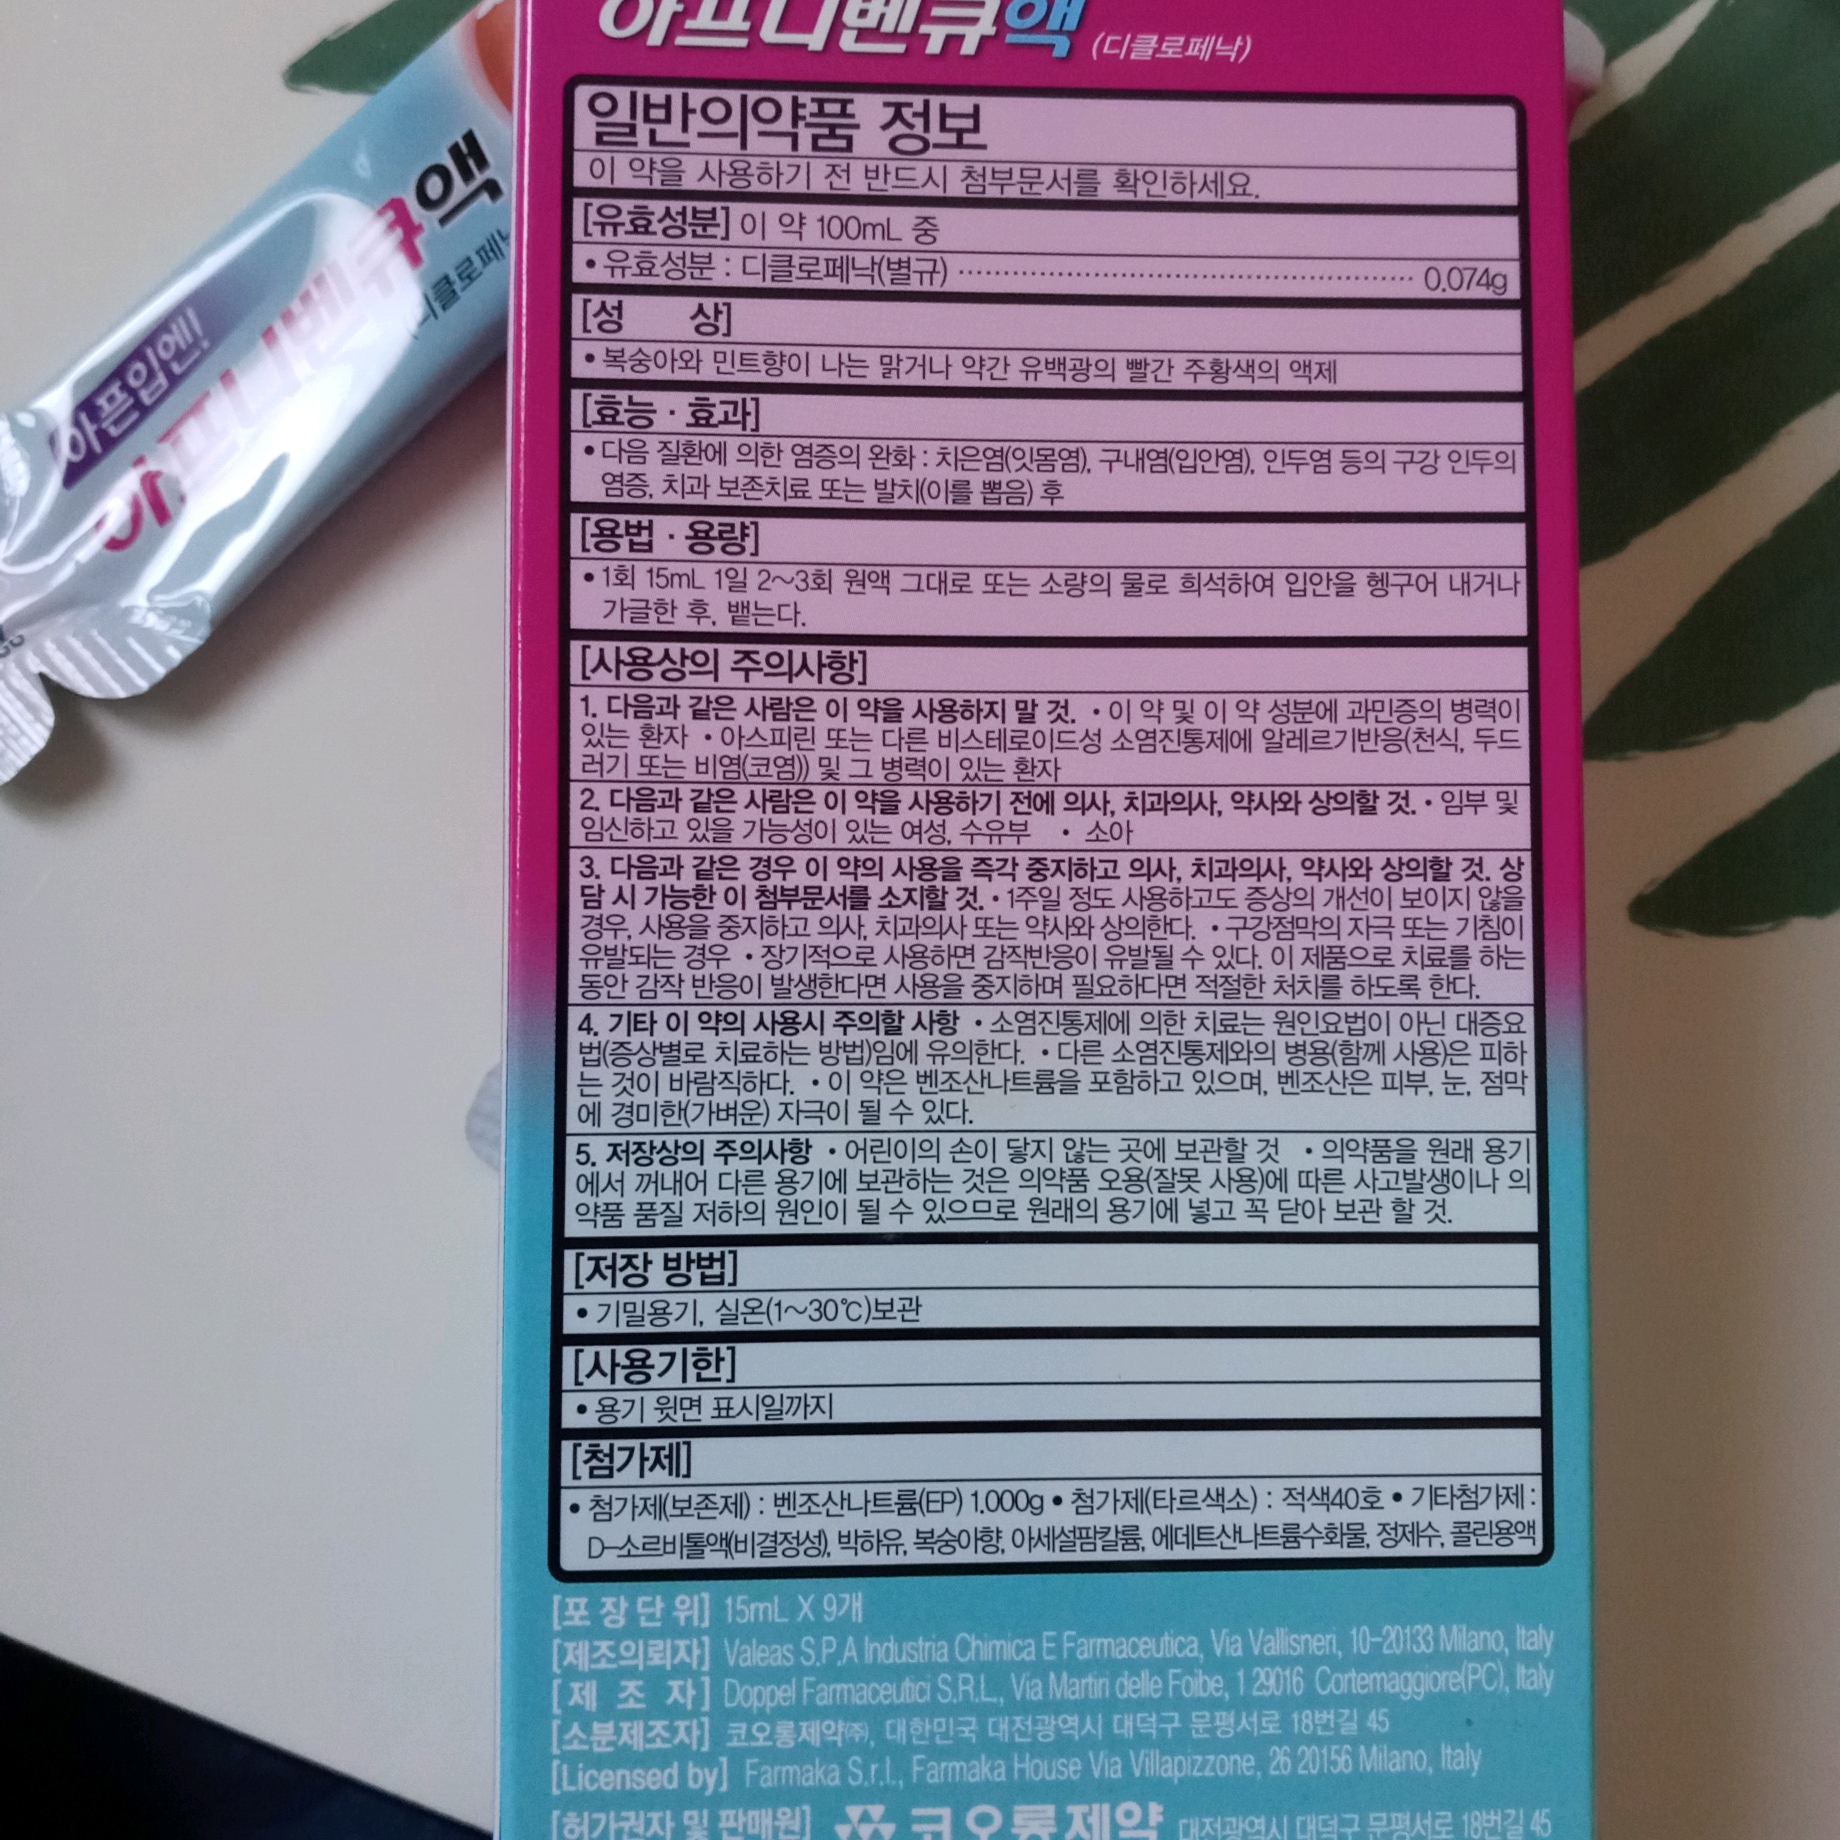 아프니벤큐액 (디클로페낙)
일반의약품 정보
이 약을 사용하기 전 반드시 첨부문서를 확인하세요.
[유효성분] 이 약 100mL 중
• 유효성분 : 디클로페낙(별규) ………………………………………… 0.074g
[성 상]
• 복숭아와 민트향이 나는 맑거나 약간 유백광의 빨간 주황색의 액제
[효능 · 효과]
• 다음 질환에 의한 염증의 완화 : 치은염(잇몸염), 구내염(입안염), 인두염 등의 구강 인두의
염증, 치과 보존치료 또는 발치(이를 뽑음) 후
[용법 · 용량]
• 1회 15mL 1일 2~3회 원액 그대로 또는 소량의 물로 희석하여 입안을 헹구어 내거나
가글한 후, 뱉는다.
[사용상의 주의사항]
1. 다음과 같은 사람은 이 약을 사용하지 말 것. • 이 약 및 이 약 성분에 과민증의 병력이
있는 환자 • 아스피린 또는 다른 비스테로이드성 소염진통제에 알레르기반응(천식, 두드
러기 또는 비염(코염)) 및 그 병력이 있는 환자
2. 다음과 같은 사람은 이 약을 사용하기 전에 의사, 치과의사, 약사와 상의할 것. • 임부 및
임신하고 있을 가능성이 있는 여성, 수유부 • 소아
3. 다음과 같은 경우 이 약의 사용을 즉각 중지하고 의사, 치과의사, 약사와 상의할 것. 상
담 시 가능한 이 첨부문서를 소지할 것. • 1주일 정도 사용하고도 증상의 개선이 보이지 않을
경우, 사용을 중지하고 의사, 치과의사 또는 약사와 상의한다. • 구강점막의 자극 또는 기침이
유발되는 경우 • 장기적으로 사용하면 감작반응이 유발될 수 있다. 이 제품으로 치료를 하는
동안 감작 반응이 발생한다면 사용을 중지하며 필요하다면 적절한 처치를 하도록 한다.
4. 기타 이 약의 사용시 주의할 사항 • 소염진통제에 의한 치료는 원인요법이 아닌 대증요
법(증상별로 치료하는 방법)임에 유의한다. • 다른 소염진통제와의 병용(함께 사용)은 피하
는 것이 바람직하다. • 이 약은 벤조산나트륨을 포함하고 있으며, 벤조산은 피부, 눈, 점막
에 경미한(가벼운) 자극이 될 수 있다.
5. 저장상의 주의사항 • 어린이의 손이 닿지 않는 곳에 보관할 것 • 의약품을 원래 용기
에서 꺼내어 다른 용기에 보관하는 것은 의약품 오용(잘못 사용)에 따른 사고발생이나 의
약품 품질 저하의 원인이 될 수 있으므로 원래의 용기에 넣고 꼭 닫아 보관 할 것.
[저장 방법]
• 기밀용기, 실온(1~30℃)보관
[사용기한]
• 용기 윗면 표시일까지
[첨가제]
• 첨가제(보존제) : 벤조산나트륨(EP) 1.000g • 첨가제(타르색소) : 적색40호 • 기타첨가제 :
D-소르비톨액(비결정성), 박하유, 복숭아향, 아세설팜칼륨, 에데트산나트륨수화물, 정제수, 콜린용액
[포 장 단 위] 15mL X 9개
[제조의뢰자] Valeas S.P.A Industria Chimica E Farmaceutica, Via Vallisneri, 10-20133 Milano, Italy
[제 조 자] Doppel Farmaceutici S.R.L., Via Martiri delle Foibe, 1 29016 Cortemaggiore(PC), Italy
[소분제조자] 코오롱제약㈜, 대한민국 대전광역시 대덕구 문평서로 18번길 45
[Licensed by] Farmaka S.r.l., Farmaka House Via Villapizzone, 26 20156 Milano, Italy
[허가권자 및 판매원] 코오롱제약 대전광역시 대덕구 문평서로 18번길 45
아픈입엔!
아프니벤큐액